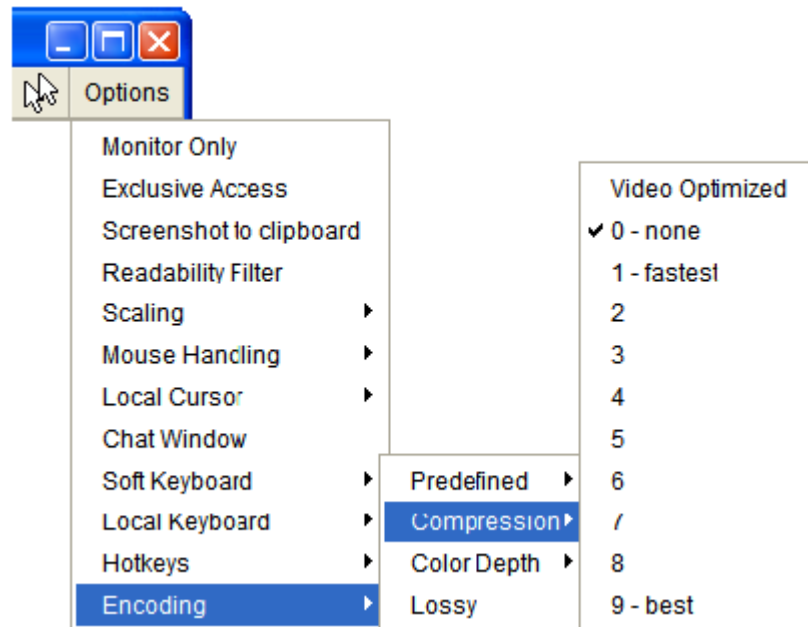 Options
Monitor Only
Exclusive Access
Screenshot to clipboard
Readability Filter
Scaling
Mouse Handling
Local Cursor
Chat Window
Soft Keyboard
Local Keyboard
Hotkeys
Encoding
Predefined
Compression
Color Depth
Lossy
Video Optimized
0 - none
1 - fastest
2
3
4
5
6
7
8
9 - best